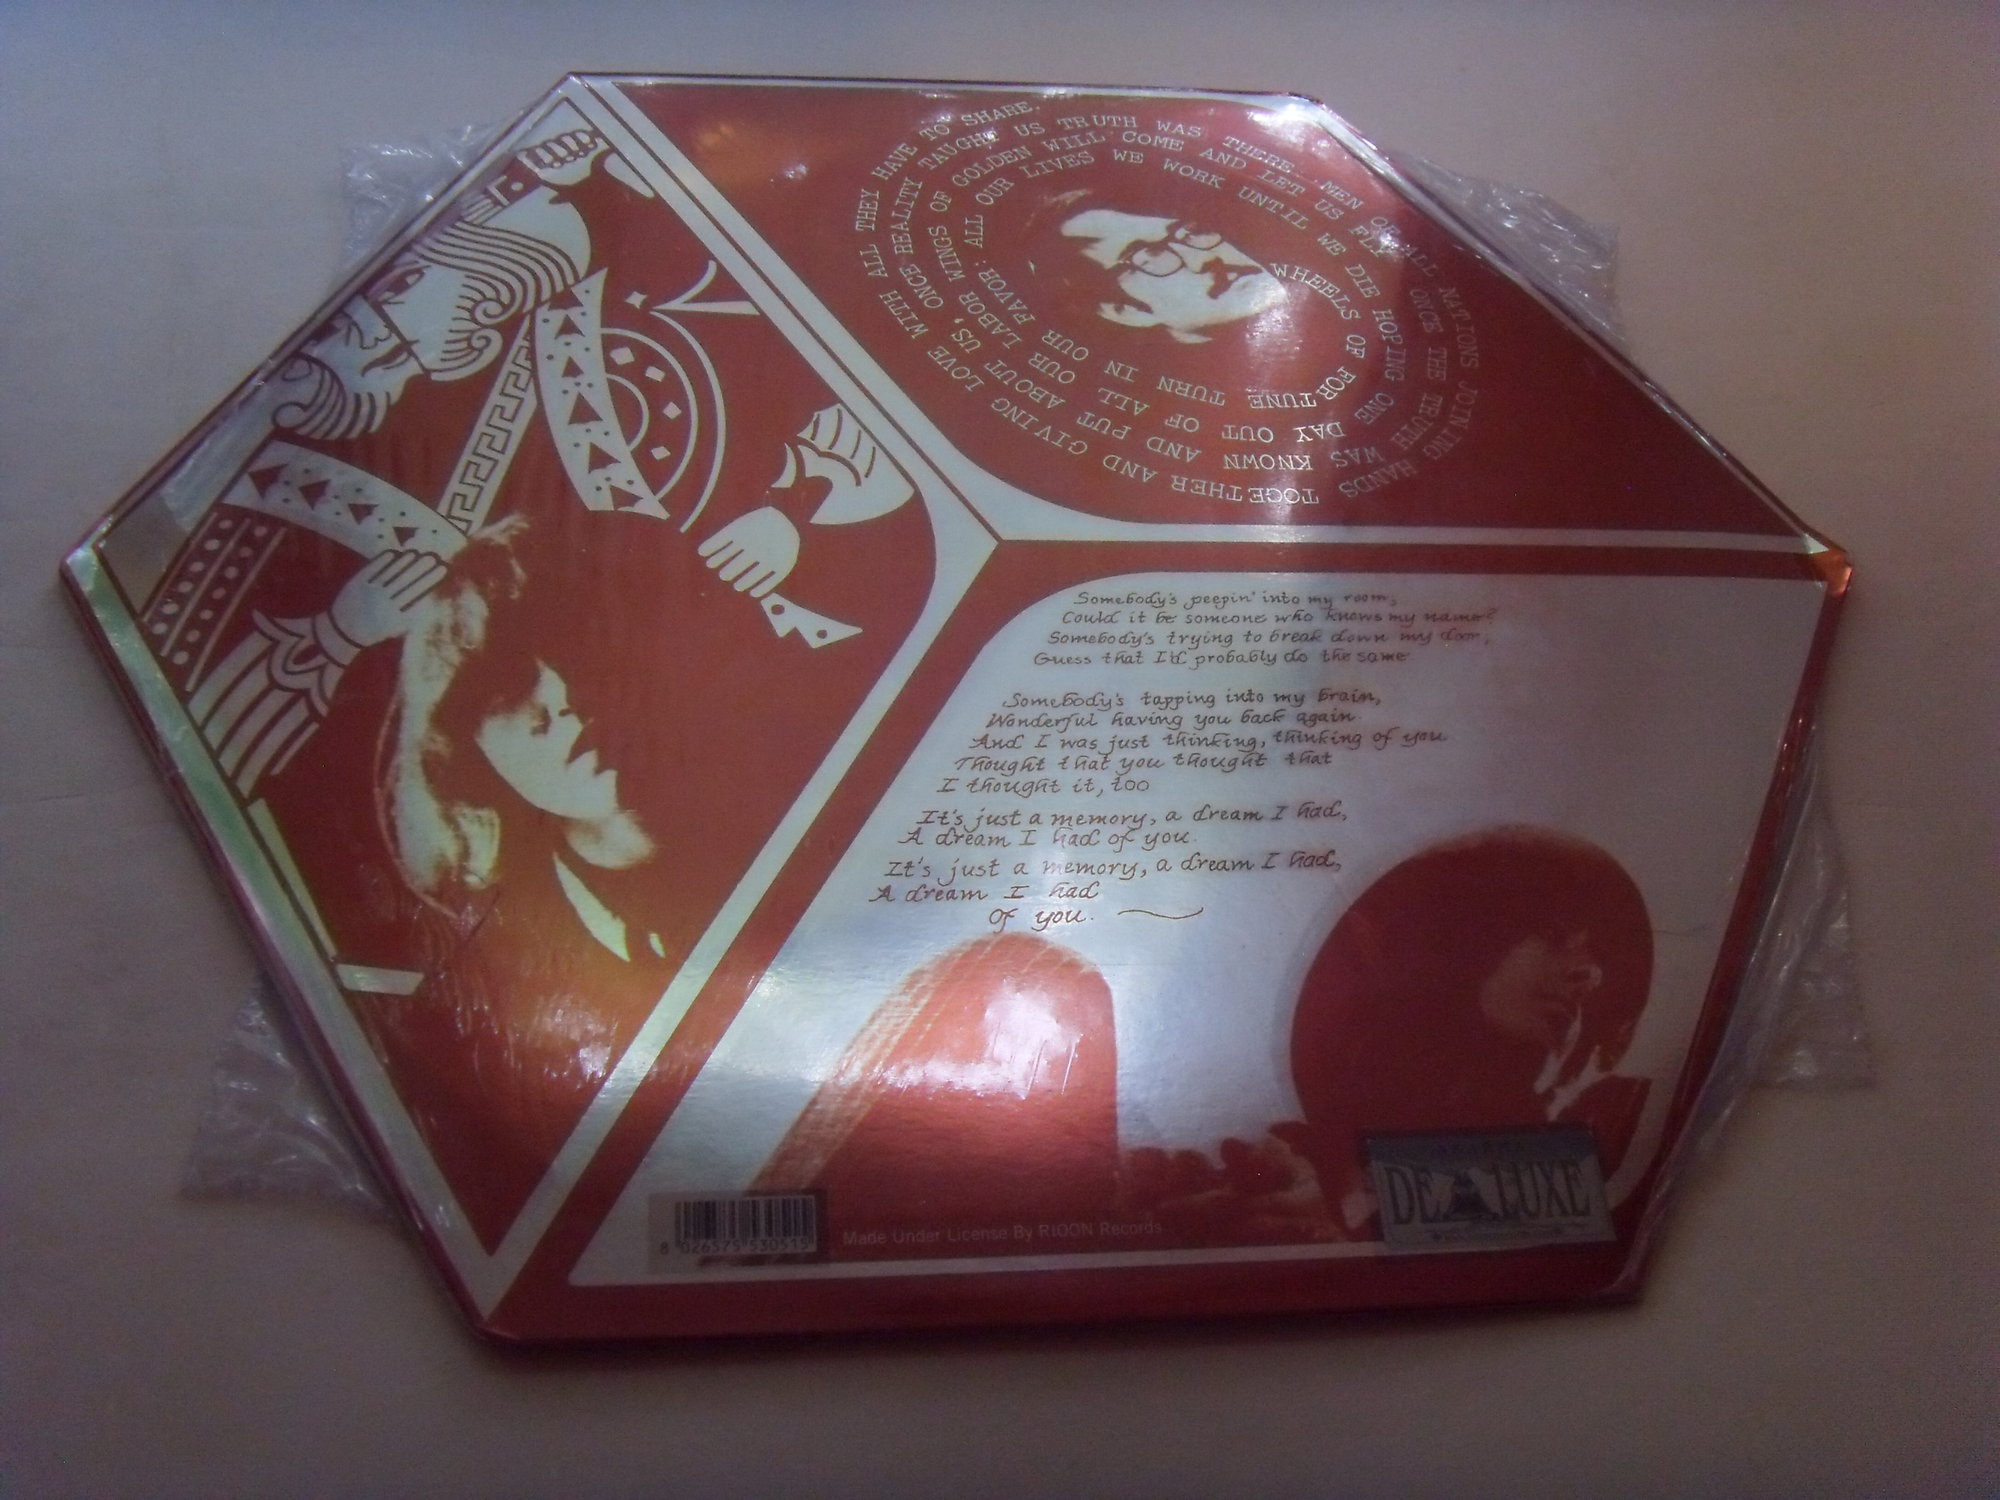 WHEELS OF FORTUNE TURN IN OUR FAVOR: ALL OUR LIVES WE WORK UNTIL WE DIE HOPING ONE DAY OUT OF ALL OUR LABOR WINGS OF GOLDEN WILL COME AND LET US FLY ONCE THE TRUTH WAS KNOWN AND PUT ABOUT US, ONCE REALITY TAUGHT US TRUTH WAS THERE... MEN OF ALL NATIONS JOINING HANDS TOGETHER AND GIVING LOVE WITH ALL THEY HAVE TO SHARE.
Somebody's peepin' into my room,
Could it be someone who knows my name?
Somebody's trying to break down my door,
Guess that I'd probably do the same.
Somebody's tapping into my brain,
Wonderful having you back again.
And I was just thinking, thinking of you
Thought that you thought that
I thought it, too
It's just a memory, a dream I had,
A dream I had of you.
It's just a memory, a dream I had,
A dream I had
Of you.
8 026575 530515
Made Under License By RIOON Records
DE LUXE